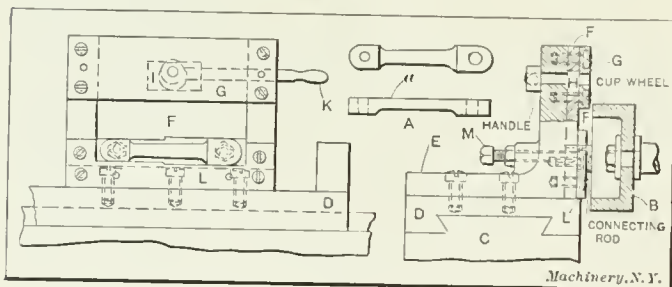 F
G
K
F
L
D
a
A
F
G
H
CUP WHEEL
HANDLE
M
F
E
B
D
C
L
CONNECTING
ROD
Machinery, N.Y.